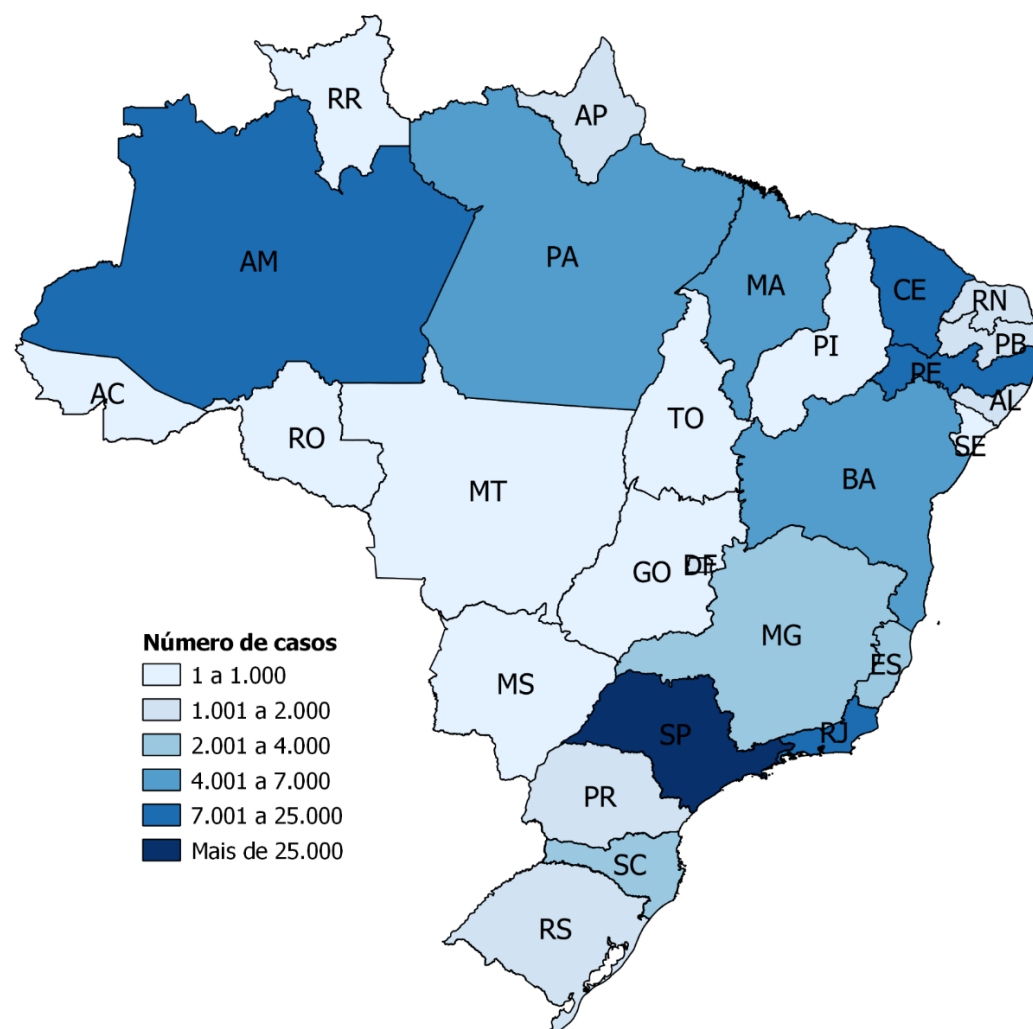 RR
AP
AM
PA
MA
CE
RN
PI
PB
PE
AC
AL
TO
RO
SE
BA
MT
DF
GO
MG
Número de casos
ES
1 a 1.000
MS
1.001 a 2.000
SP
RJ
2.001 a 4.000
4.001 a 7.000
PR
7.001 a 25.000
Mais de 25.000
SC
RS